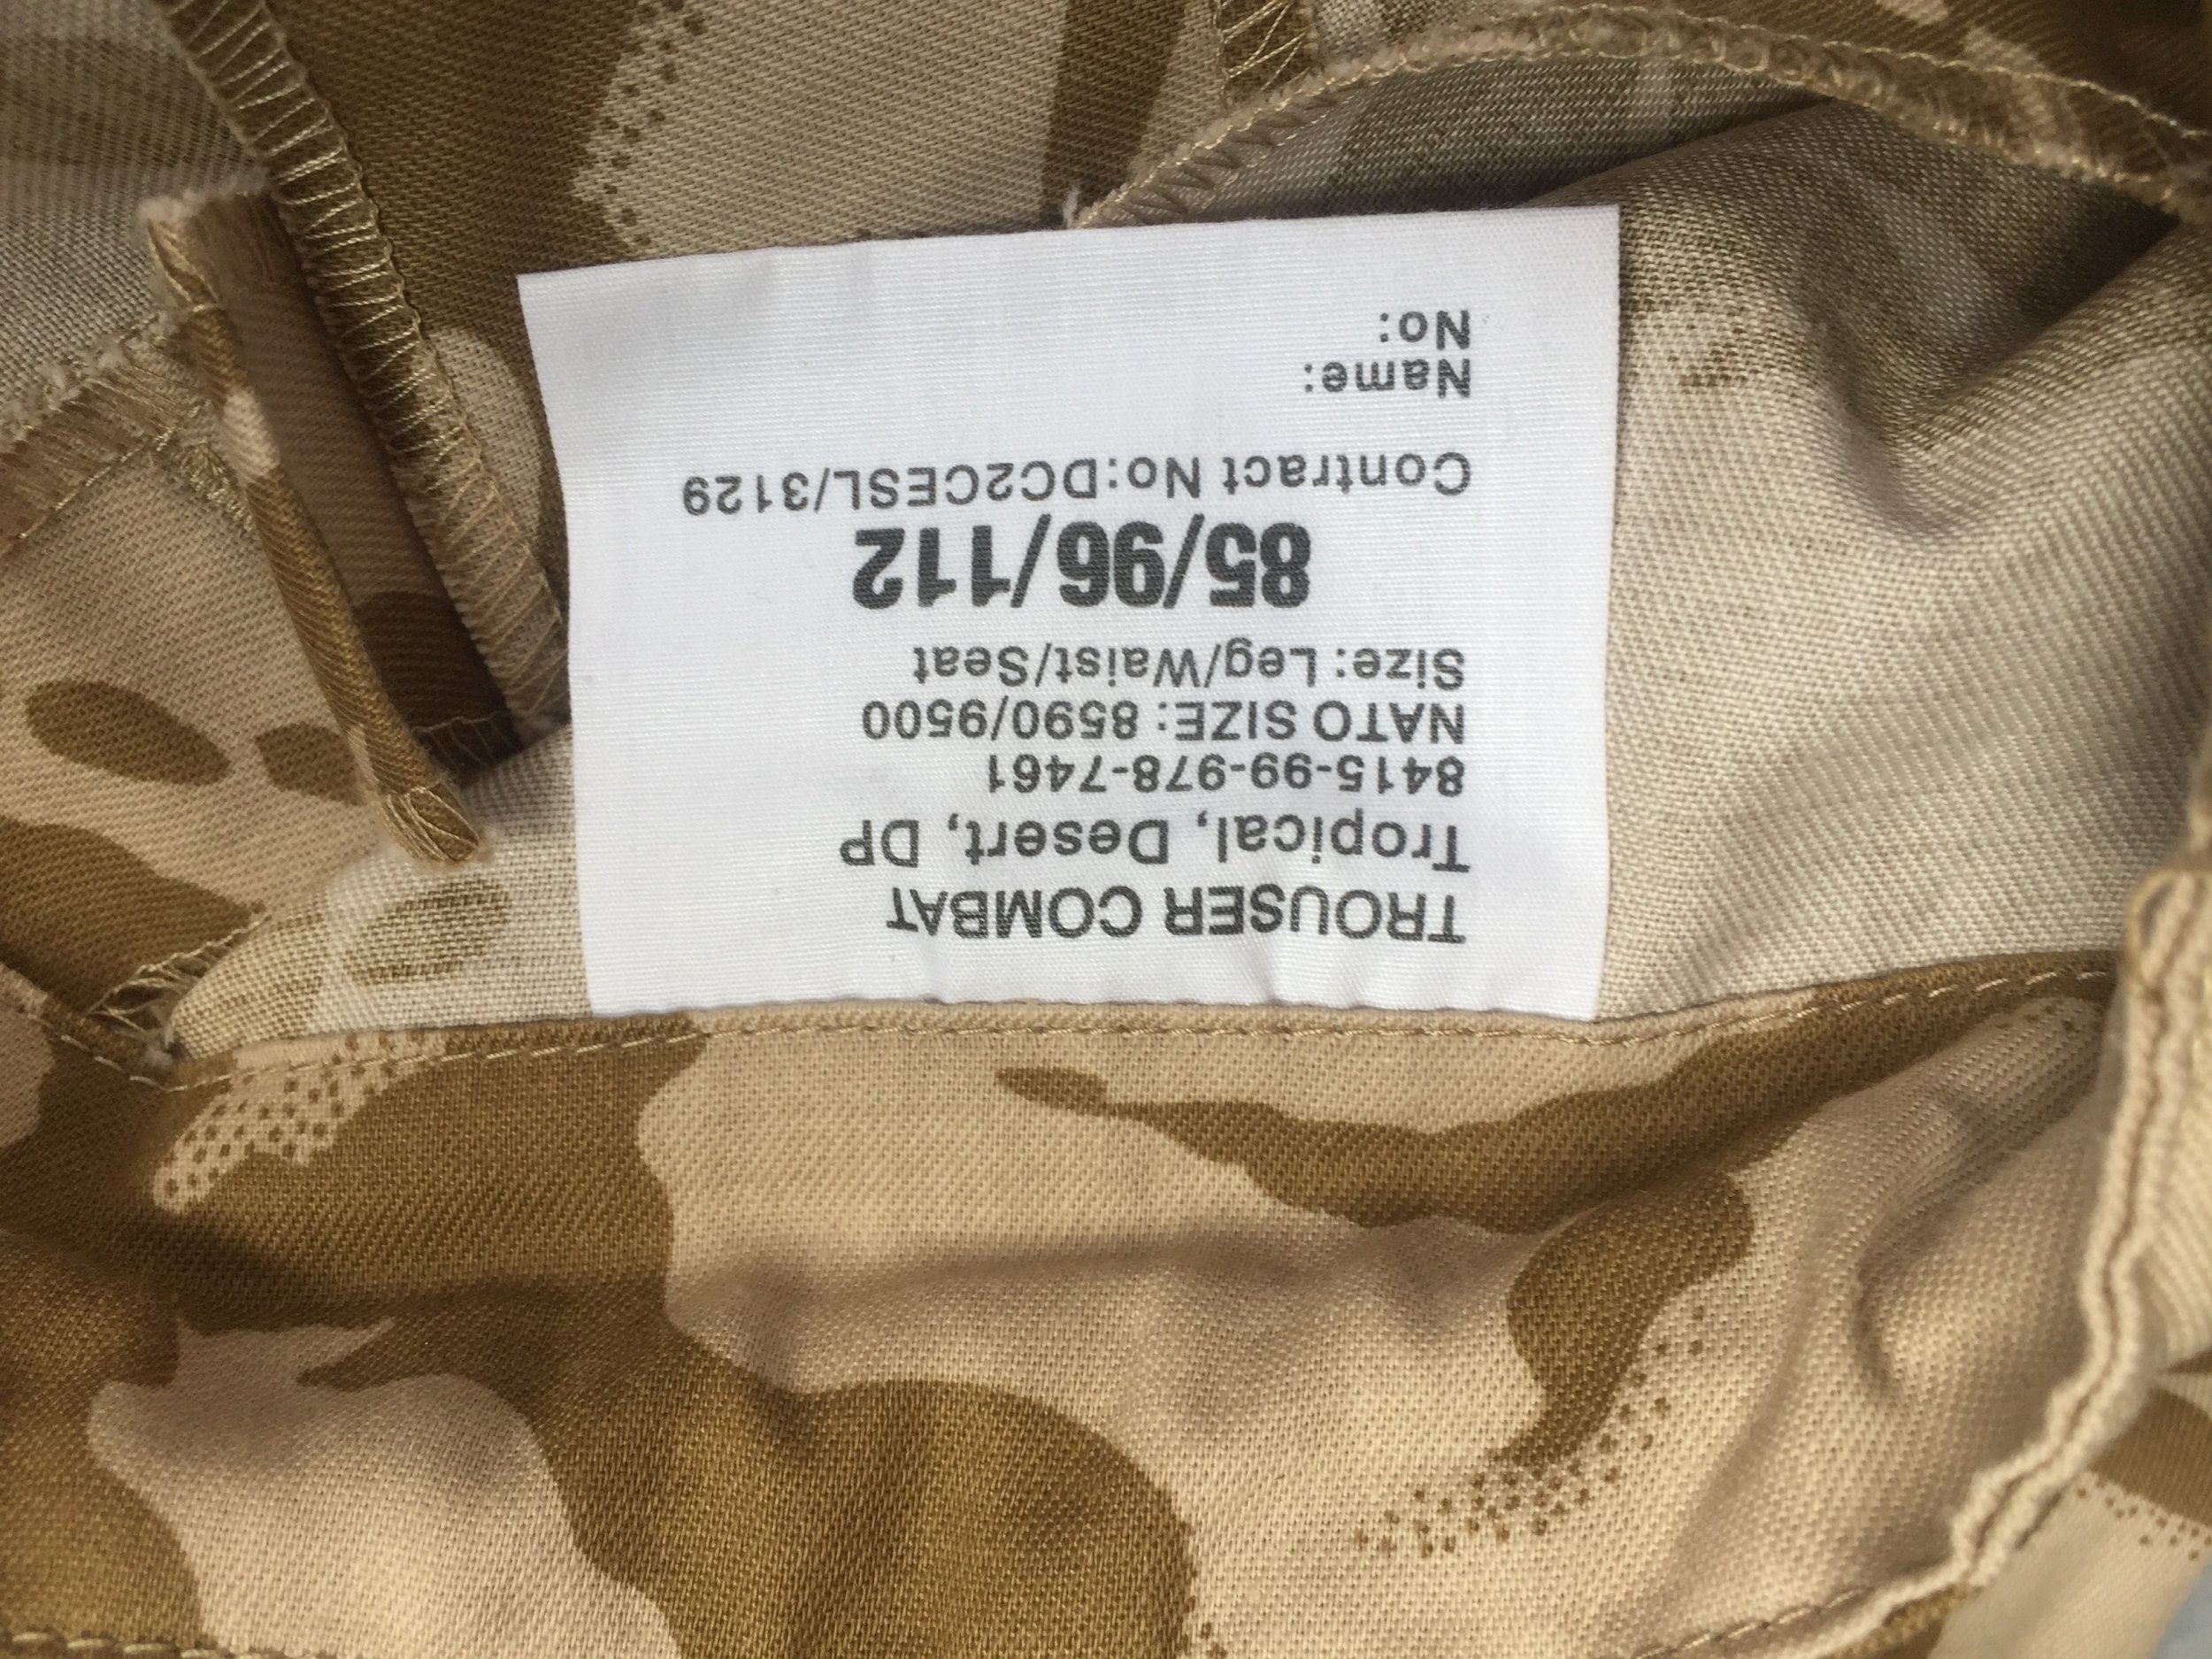 TROUSER COMBAT
Tropical, Desert, DP
8415-99-978-7461
NATO SIZE: 8590/9500
Size: Leg/Waist/Seat
85/96/112
Contract No:DC2CESL/3129
Name:
No: